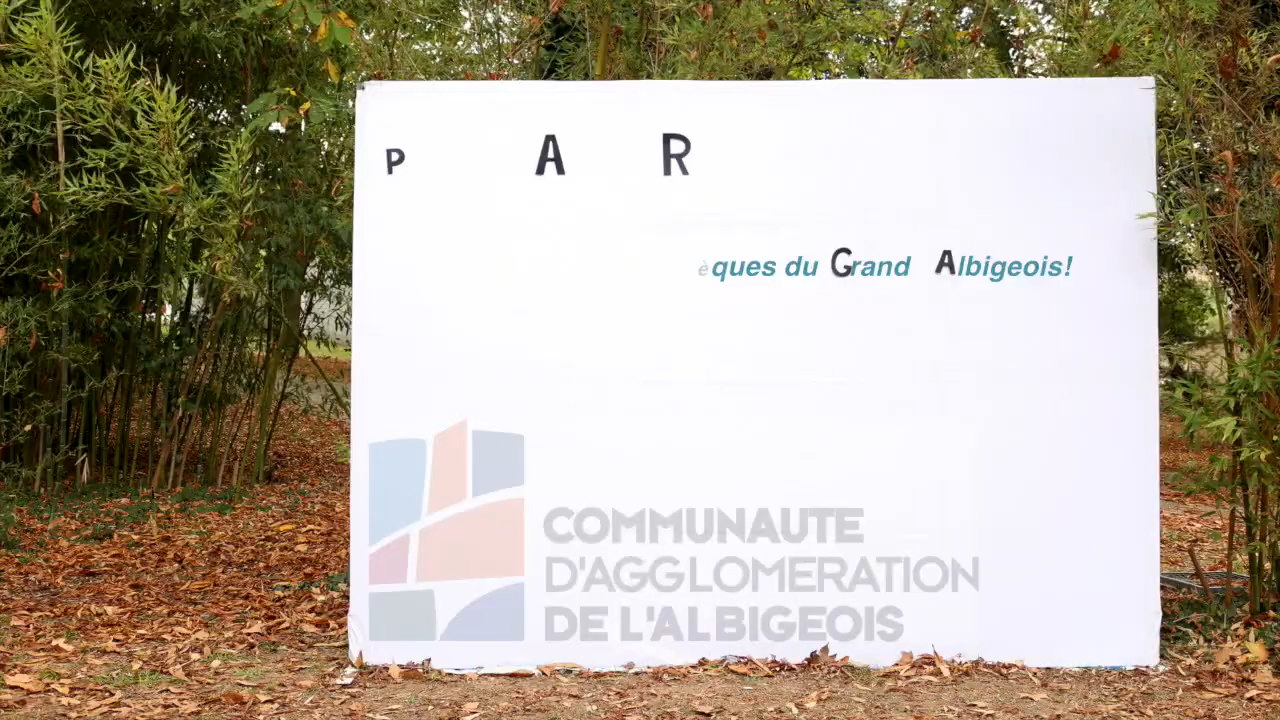 P A R
èques du Grand Albigeois!
COMMUNAUTE
D'AGGLOMERATION
DE L'ALBIGEOIS